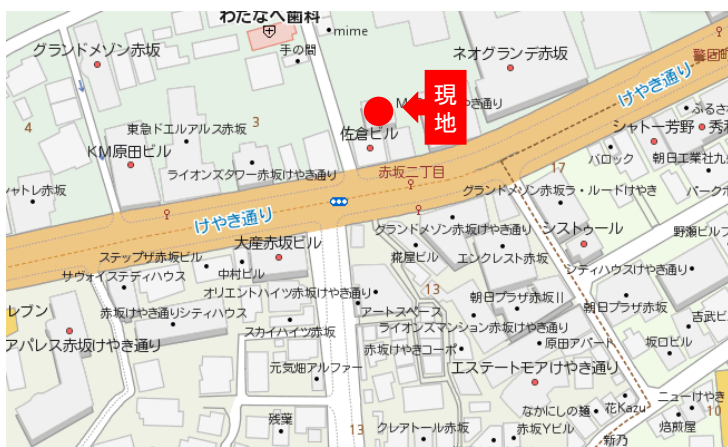 わたなべ歯科
mime
グランドメゾン赤坂
手の間
ネオグランデ赤坂
警固町
けやき通り
現地
M
けやき通り
ふるさ
4
東急ドエルアルス赤坂
3
佐倉ビル
シャトー芳野
秀
KM原田ビル
バロック
朝日工業社九
ライオンズタワー赤坂けやき通り
赤坂二丁目
17
シャトレ赤坂
グランドメゾン赤坂ラ・ルードけやき
パークホ
けやき通り
グランドメゾン赤坂けやき通り
シストゥール
野瀬ビル
大産赤坂ビル
ステップザ赤坂ビル
糀屋ビル
エンクレスト赤坂
サヴォイステディハウス
中村ビル
シティハウスけやき通り
オリエントハイツ赤坂けやき通り
13
朝日プラザ赤坂Ⅱ
朝日プラザ赤坂
レブン
赤坂けやき通りシティハウス
アートスペース
吉武ビ
スカイハイツ赤坂
ライオンズマンション赤坂けやき通り
アパレス赤坂けやき通り
赤坂けやきコーポ
原田アパート
坂口ビル
元気畑アルファー
エステートモアけやき通り
ニューけやき
なかにしの麺
花Kazu
10
残葉
13
クレアトール赤坂
赤坂Yビル
焙煎屋
新乃